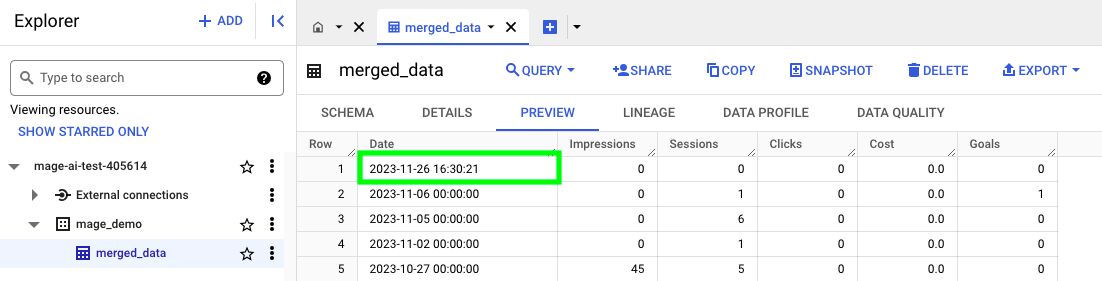 Explorer
+ ADD
Type to search
Viewing resources.
SHOW STARRED ONLY
mage-ai-test-405614
External connections
mage_demo
merged_data
merged_data
merged_data
QUERY
SHARE
COPY
SNAPSHOT
DELETE
EXPORT
SCHEMA DETAILS PREVIEW LINEAGE DATA PROFILE DATA QUALITY
Row Date Impressions Sessions Clicks Cost Goals
1 2023-11-26 16:30:21 0 0 0 0.0 0
2 2023-11-06 00:00:00 0 1 0 0.0 1
3 2023-11-05 00:00:00 0 6 0 0.0 0
4 2023-11-02 00:00:00 0 1 0 0.0 0
5 2023-10-27 00:00:00 45 5 0 0.0 0